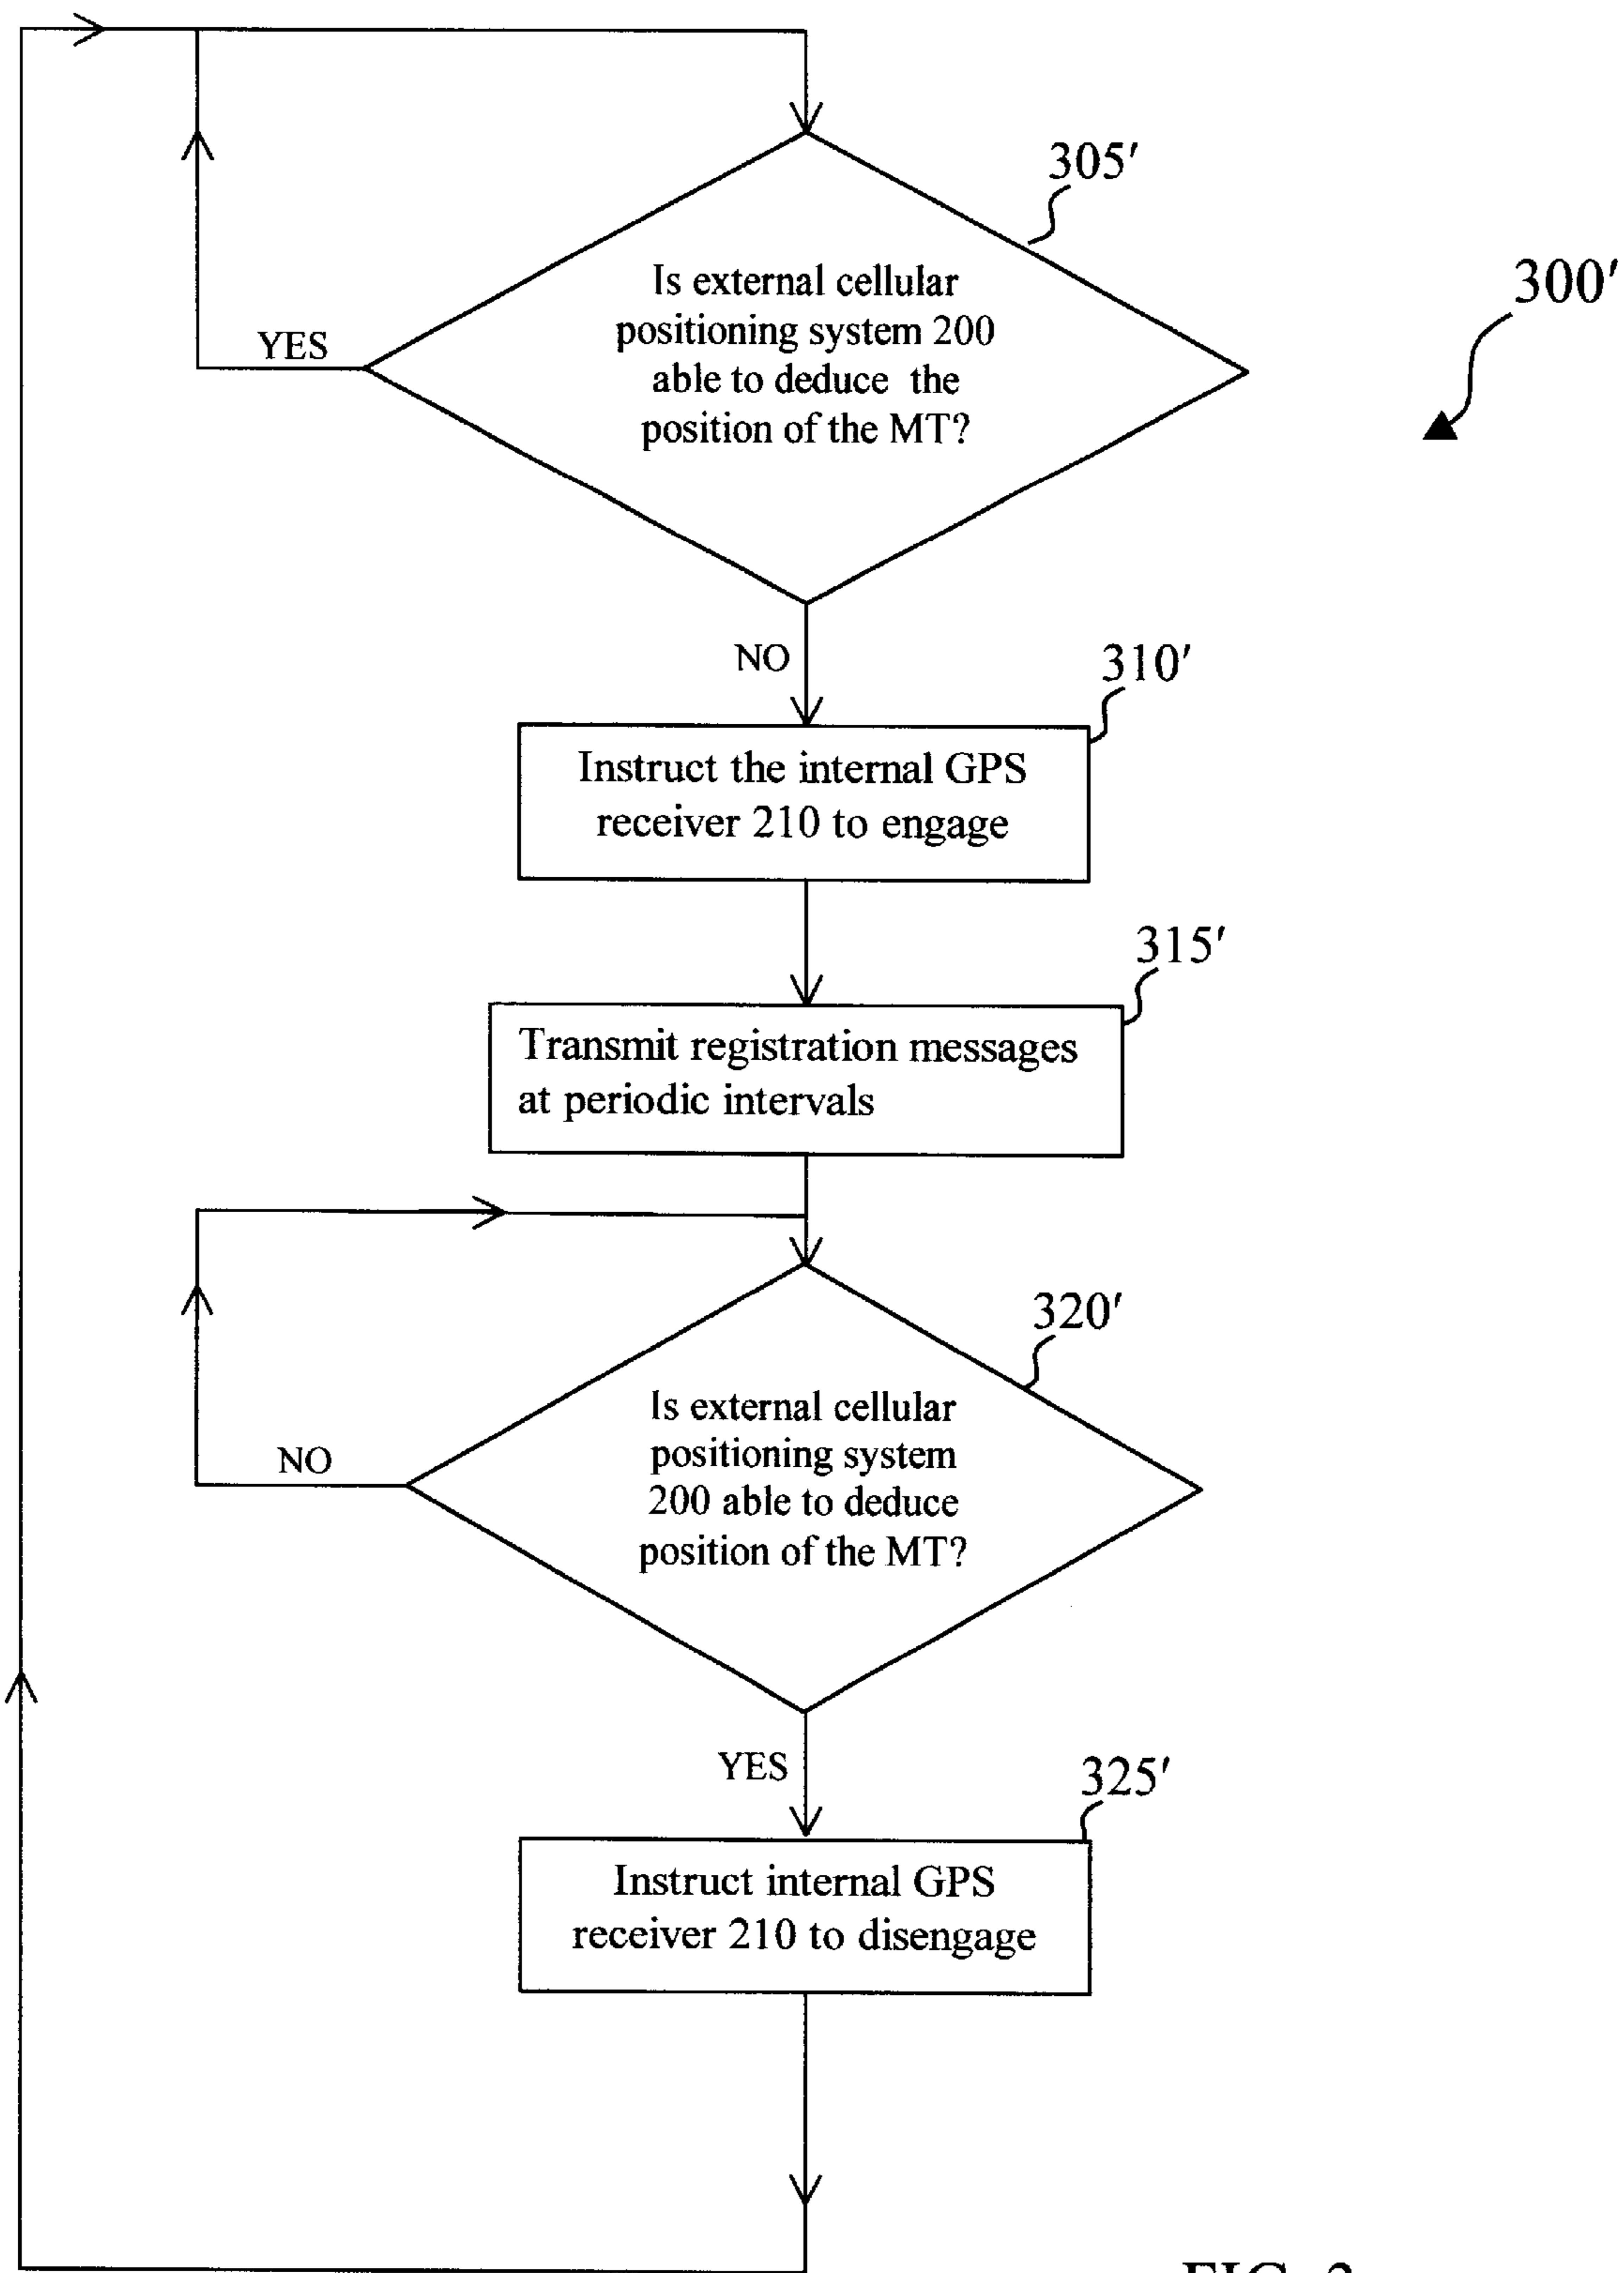 305'
300'
Is external cellular
positioning system 200
able to deduce the
position of the MT?
YES
NO
310'
Instruct the internal GPS
receiver 210 to engage
315'
Transmit registration messages
at periodic intervals
320'
Is external cellular
positioning system
200 able to deduce
position of the MT?
NO
YES
325'
Instruct internal GPS
receiver 210 to disengage
FIG.